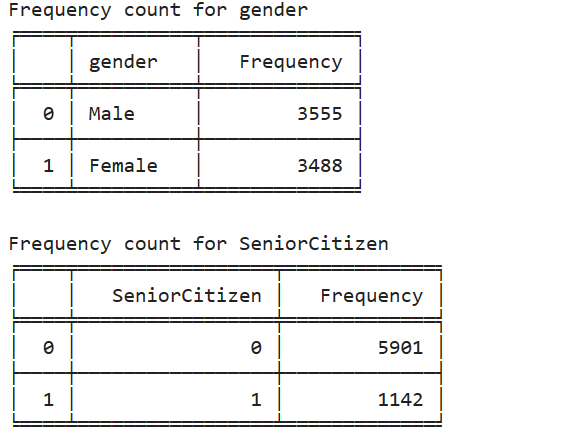 Frequency count for gender
gender Frequency
0 Male 3555
1 Female 3488
Frequency count for SeniorCitizen
SeniorCitizen Frequency
0 0 5901
1 1 1142